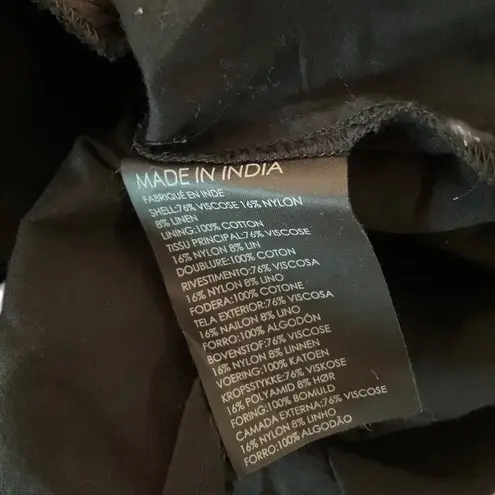 MADE IN INDIA
FABRIQUÉ EN INDE
SHELL:76% VISCOSE 16% NYLON
8% LINEN
LINING:100% COTTON
TISSU PRINCIPAL:76% VISCOSE
16% NYLON 8% LIN
DOUBLURE:100% COTON
RIVESTIMENTO:76% VISCOSA
16% NYLON 8% LINO
FODERA:100% COTONE
TELA EXTERIOR:76% VISCOSA
16% NAILON 8% LINO
FORRO:100% ALGODÓN
BOVENSTOF:76% VISCOSE
16% NYLON 8% LINNEN
VOERING:100% KATOEN
KROPSSTYKKE:76% VISKOSE
16% POLYAMID 8% HØR
FORING:100% BOMULD
CAMADA EXTERNA:76% VISCOSE
16% NYLON 8% LINHO
FORRO:100% ALGODÃO